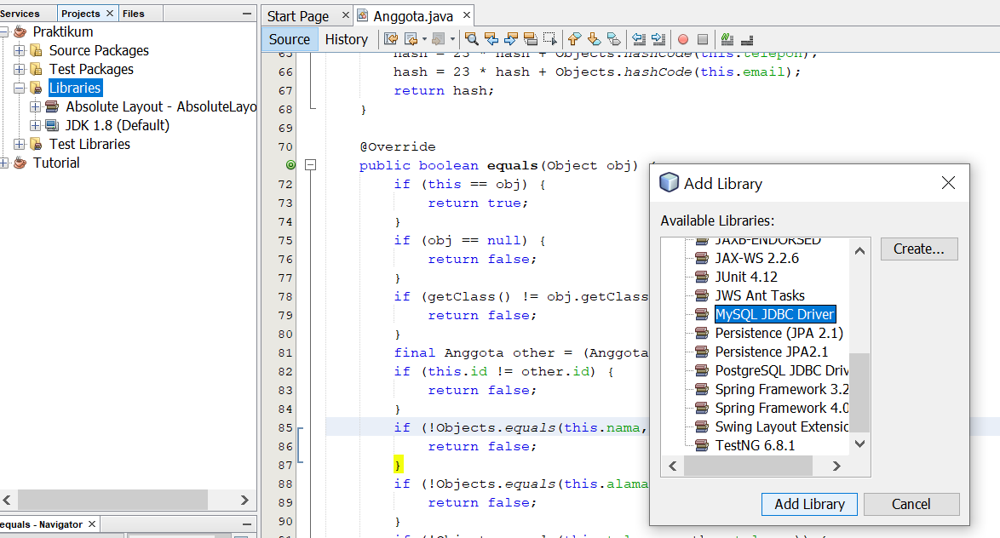 Services
Projects
Files
Praktikum
Source Packages
Test Packages
Libraries
Absolute Layout - AbsoluteLayo
JDK 1.8 (Default)
Test Libraries
Tutorial
equals - Navigator
Start Page
Anggota.java
Source
History
65 hash = 23 * hash + Objects.hashCode(this.telepon);
66 hash = 23 * hash + Objects.hashCode(this.email);
67 return hash;
68 }
69
70 @Override
public boolean equals(Object obj) {
72 if (this == obj) {
73 return true;
74 }
75 if (obj == null) {
76 return false;
77 }
78 if (getClass() != obj.getClass
79 return false;
80 }
81 final Anggota other = (Anggota
82 if (this.id != other.id) {
83 return false;
84 }
85 if (!Objects.equals(this.nama,
86 return false;
87 }
88 if (!Objects.equals(this.alama
89 return false;
90 }
Add Library
Available Libraries:
JAXB-ENDORSED
JAX-WS 2.2.6
JUnit 4.12
JWS Ant Tasks
MySQL JDBC Driver
Persistence (JPA 2.1)
Persistence JPA2.1
PostgreSQL JDBC Driv
Spring Framework 3.2
Spring Framework 4.0
Swing Layout Extensio
TestNG 6.8.1
Create...
Add Library
Cancel